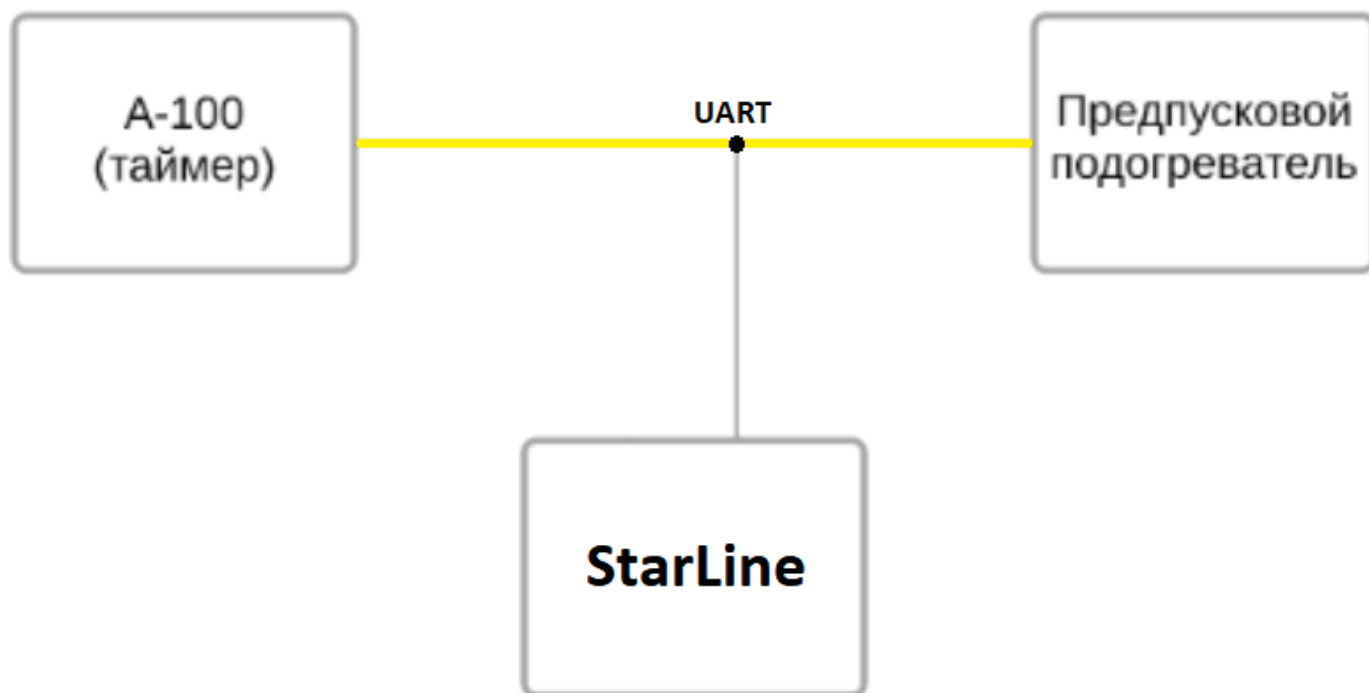 А-100
(таймер)
UART
Предпусковой
подогреватель
StarLine